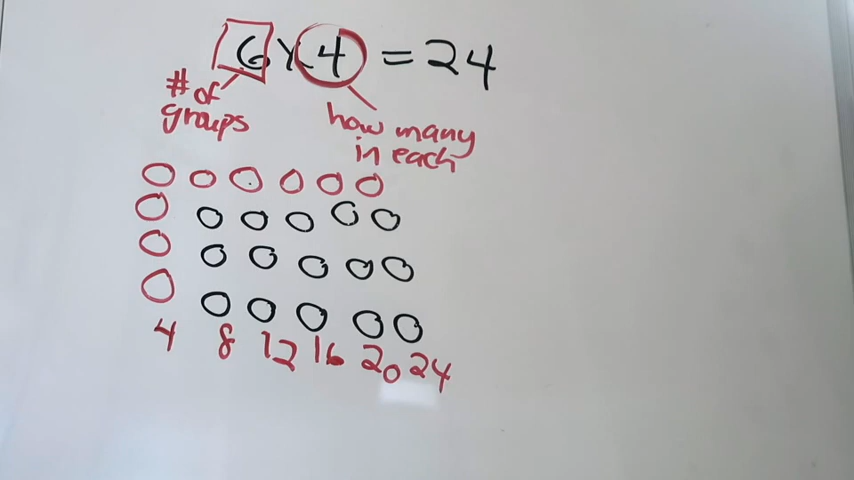 6 x 4 = 24
# of
groups
how many
in each
4 8 12 16 20 24